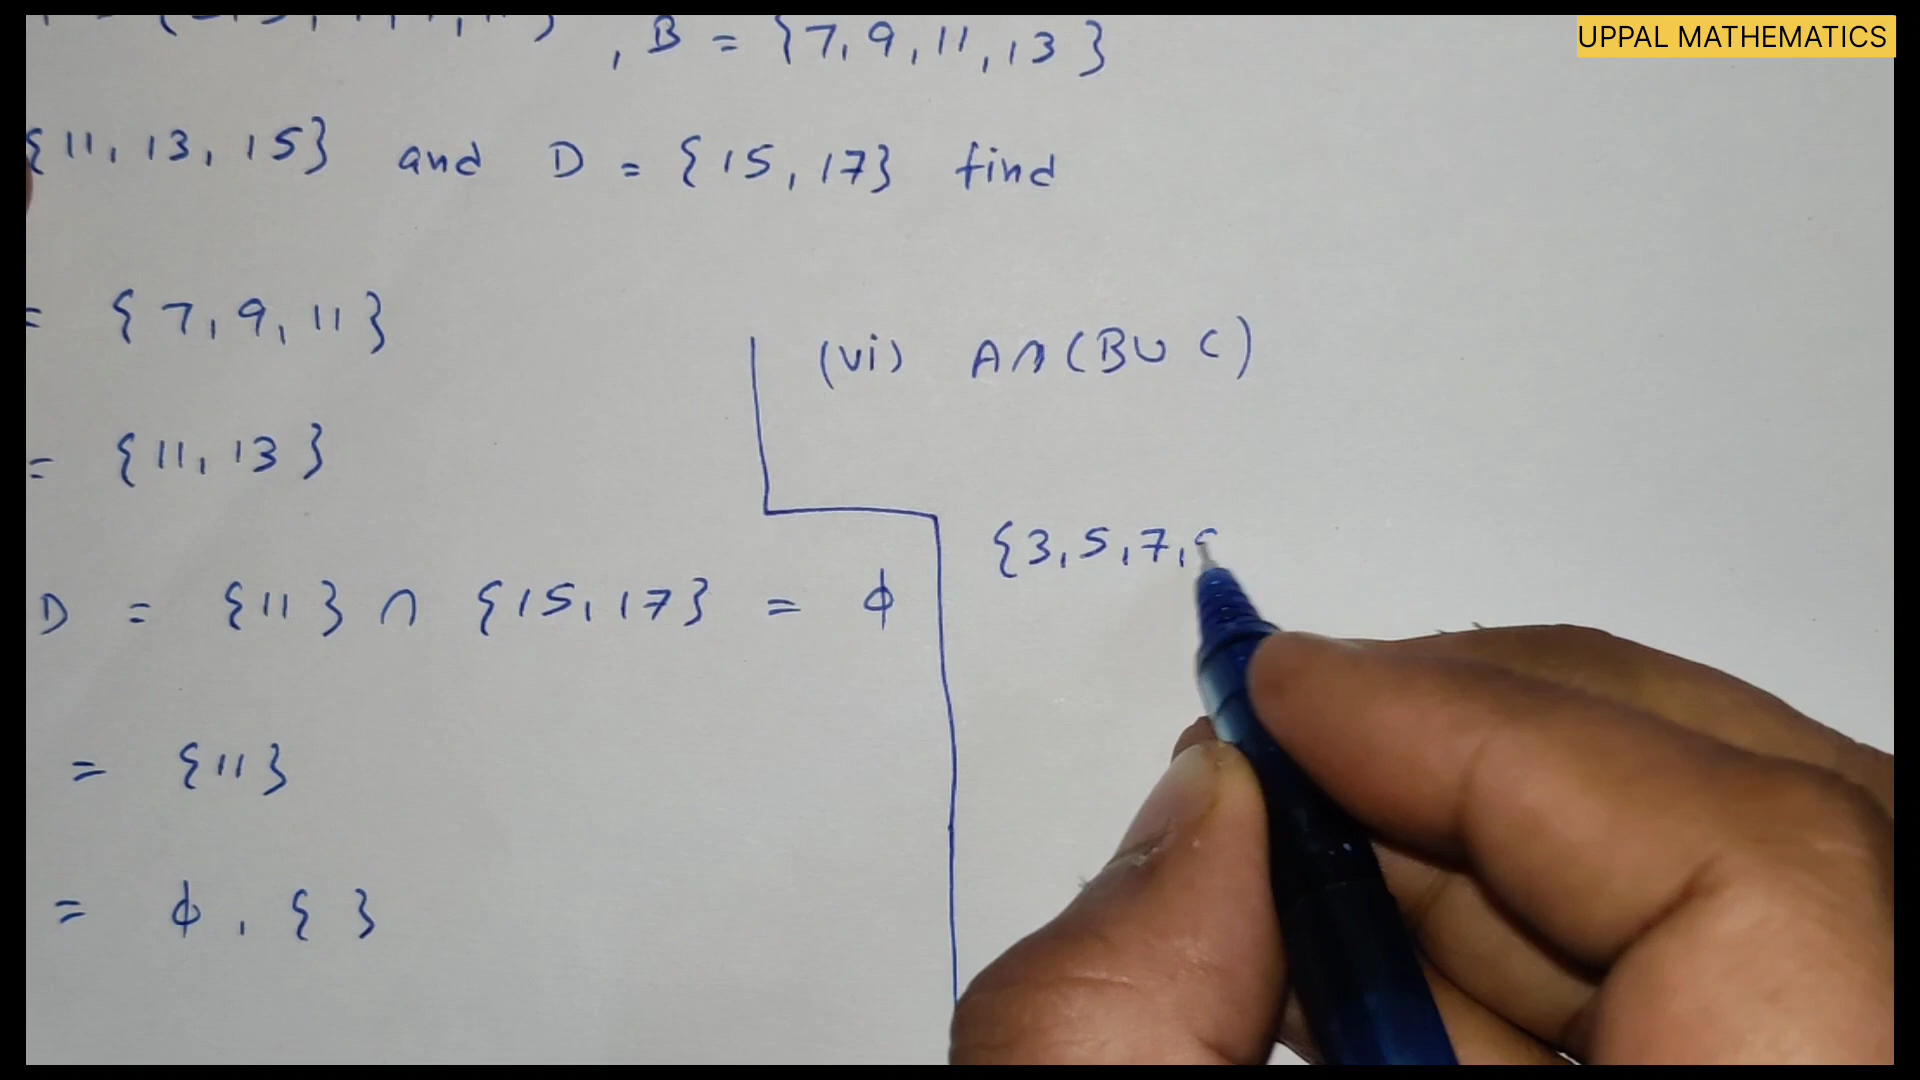 UPPAL MATHEMATICS
, B = {7, 9, 11, 13}
{11, 13, 15} and D = {15, 17} find
= {7, 9, 11}
(vi) A∩(B∪C)
= {11, 13}
{3, 5, 7, 9
D = {11} ∩ {15, 17} = ϕ
= {11}
= ϕ, { }